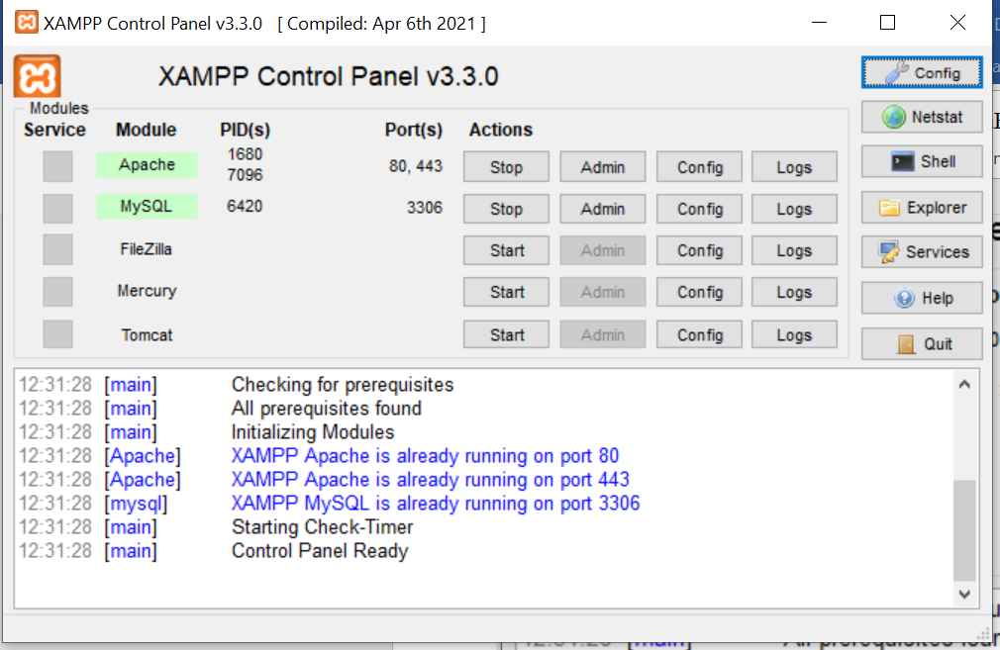 XAMPP Control Panel v3.3.0 [ Compiled: Apr 6th 2021 ]
XAMPP Control Panel v3.3.0
Config
Modules
Service Module PID(s) Port(s) Actions
Netstat
Apache 1680 7096 80, 443 Stop Admin Config Logs
Shell
MySQL 6420 3306 Stop Admin Config Logs
Explorer
FileZilla Start Admin Config Logs
Services
Mercury Start Admin Config Logs
Help
Tomcat Start Admin Config Logs
Quit
12:31:28 [main] Checking for prerequisites
12:31:28 [main] All prerequisites found
12:31:28 [main] Initializing Modules
12:31:28 [Apache] XAMPP Apache is already running on port 80
12:31:28 [Apache] XAMPP Apache is already running on port 443
12:31:28 [mysql] XAMPP MySQL is already running on port 3306
12:31:28 [main] Starting Check-Timer
12:31:28 [main] Control Panel Ready